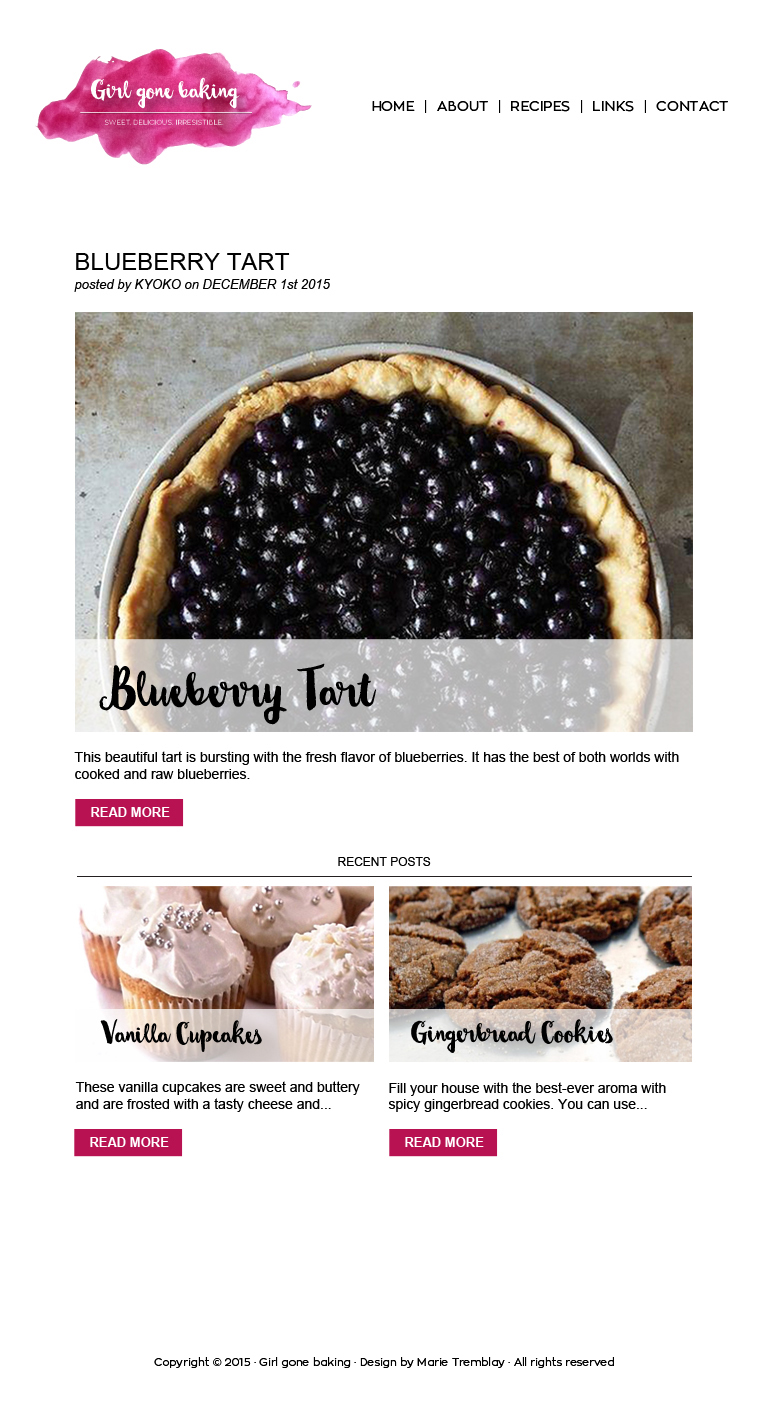 Girl gone baking
SWEET. DELICIOUS. IRRESISTIBLE.
HOME | ABOUT | RECIPES | LINKS | CONTACT
BLUEBERRY TART
posted by KYOKO on DECEMBER 1st 2015
Blueberry Tart
This beautiful tart is bursting with the fresh flavor of blueberries. It has the best of both worlds with
cooked and raw blueberries.
READ MORE
RECENT POSTS
Vanilla Cupcakes
These vanilla cupcakes are sweet and buttery
and are frosted with a tasty cheese and...
READ MORE
Gingerbread Cookies
Fill your house with the best-ever aroma with
spicy gingerbread cookies. You can use...
READ MORE
Copyright © 2015 · Girl gone baking · Design by Marie Tremblay · All rights reserved